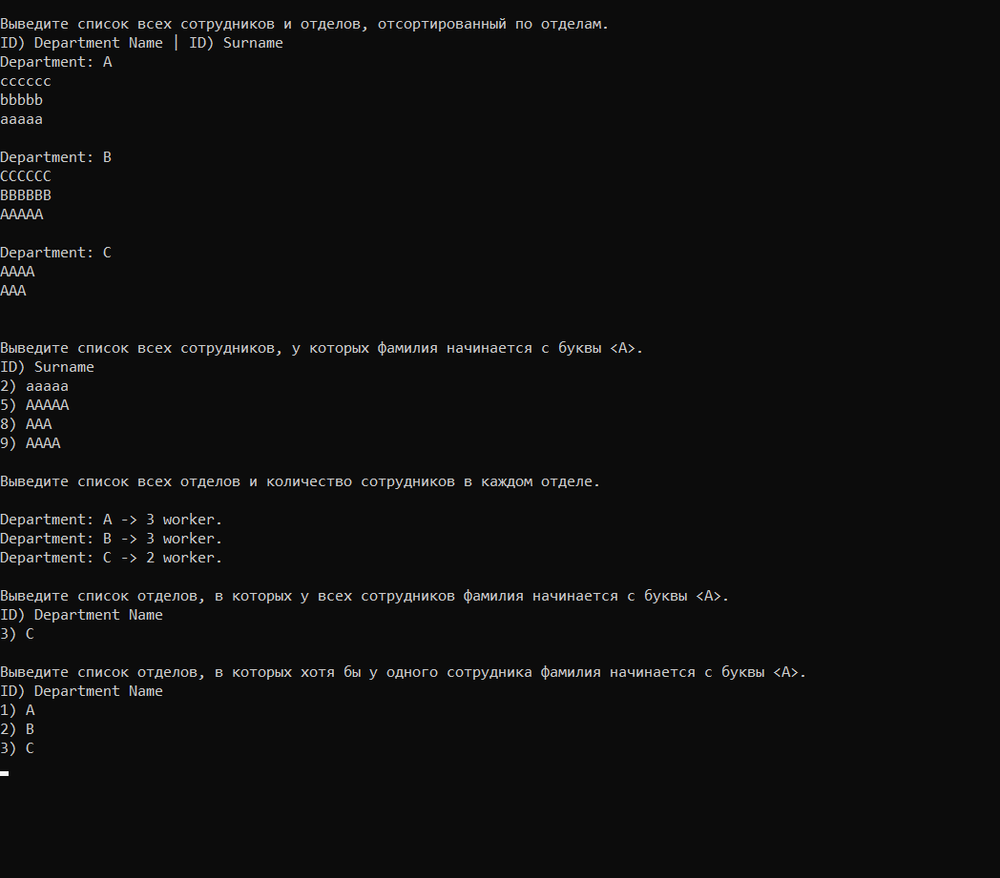 Выведите список всех сотрудников и отделов, отсортированный по отделам.
ID) Department Name | ID) Surname
Department: A
cccccc
bbbbb
aaaaa
Department: B
CCCCCC
BBBBBB
AAAAA
Department: C
AAAA
AAA
Выведите список всех сотрудников, у которых фамилия начинается с буквы <A>.
ID) Surname
2) aaaaa
5) AAAAA
8) AAA
9) AAAA
Выведите список всех отделов и количество сотрудников в каждом отделе.
Department: A -> 3 worker.
Department: B -> 3 worker.
Department: C -> 2 worker.
Выведите список отделов, в которых у всех сотрудников фамилия начинается с буквы <A>.
ID) Department Name
3) C
Выведите список отделов, в которых хотя бы у одного сотрудника фамилия начинается с буквы <A>.
ID) Department Name
1) A
2) B
3) C